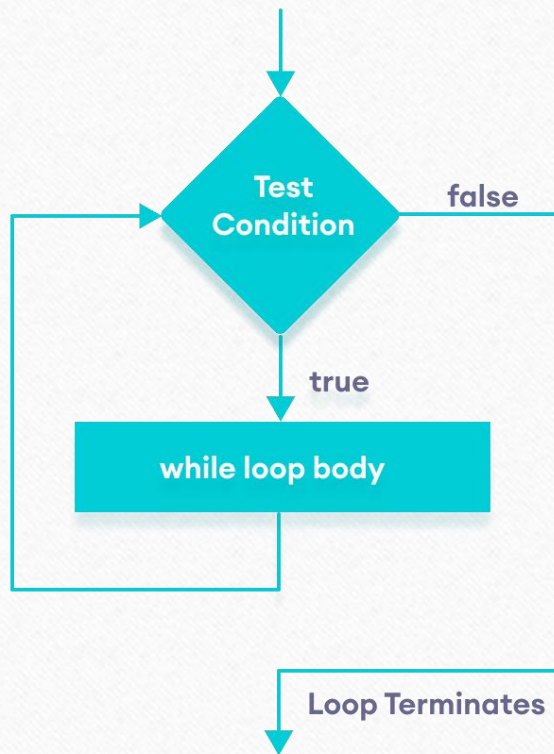 Test
Condition
false
true
while loop body
Loop Terminates